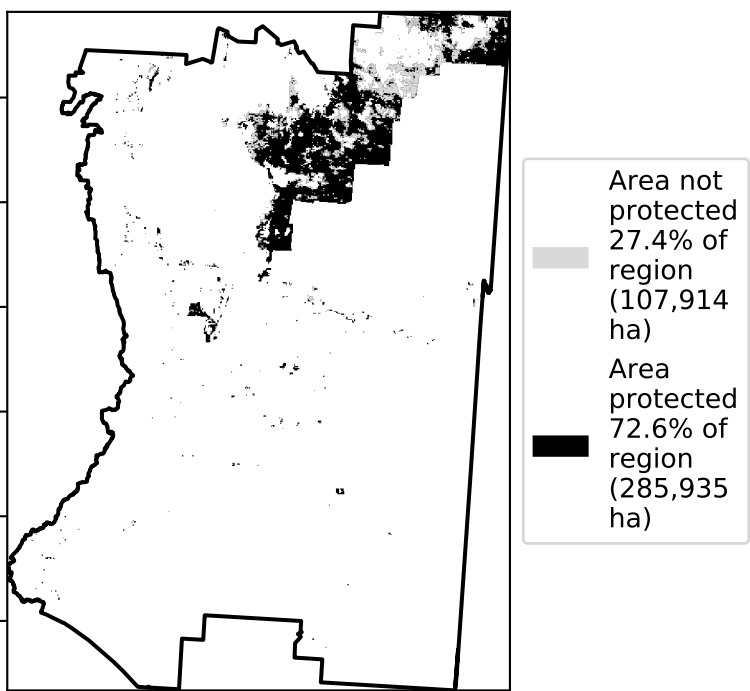 Area not
protected
27.4% of
region
(107,914
ha)
Area
protected
72.6% of
region
(285,935
ha)